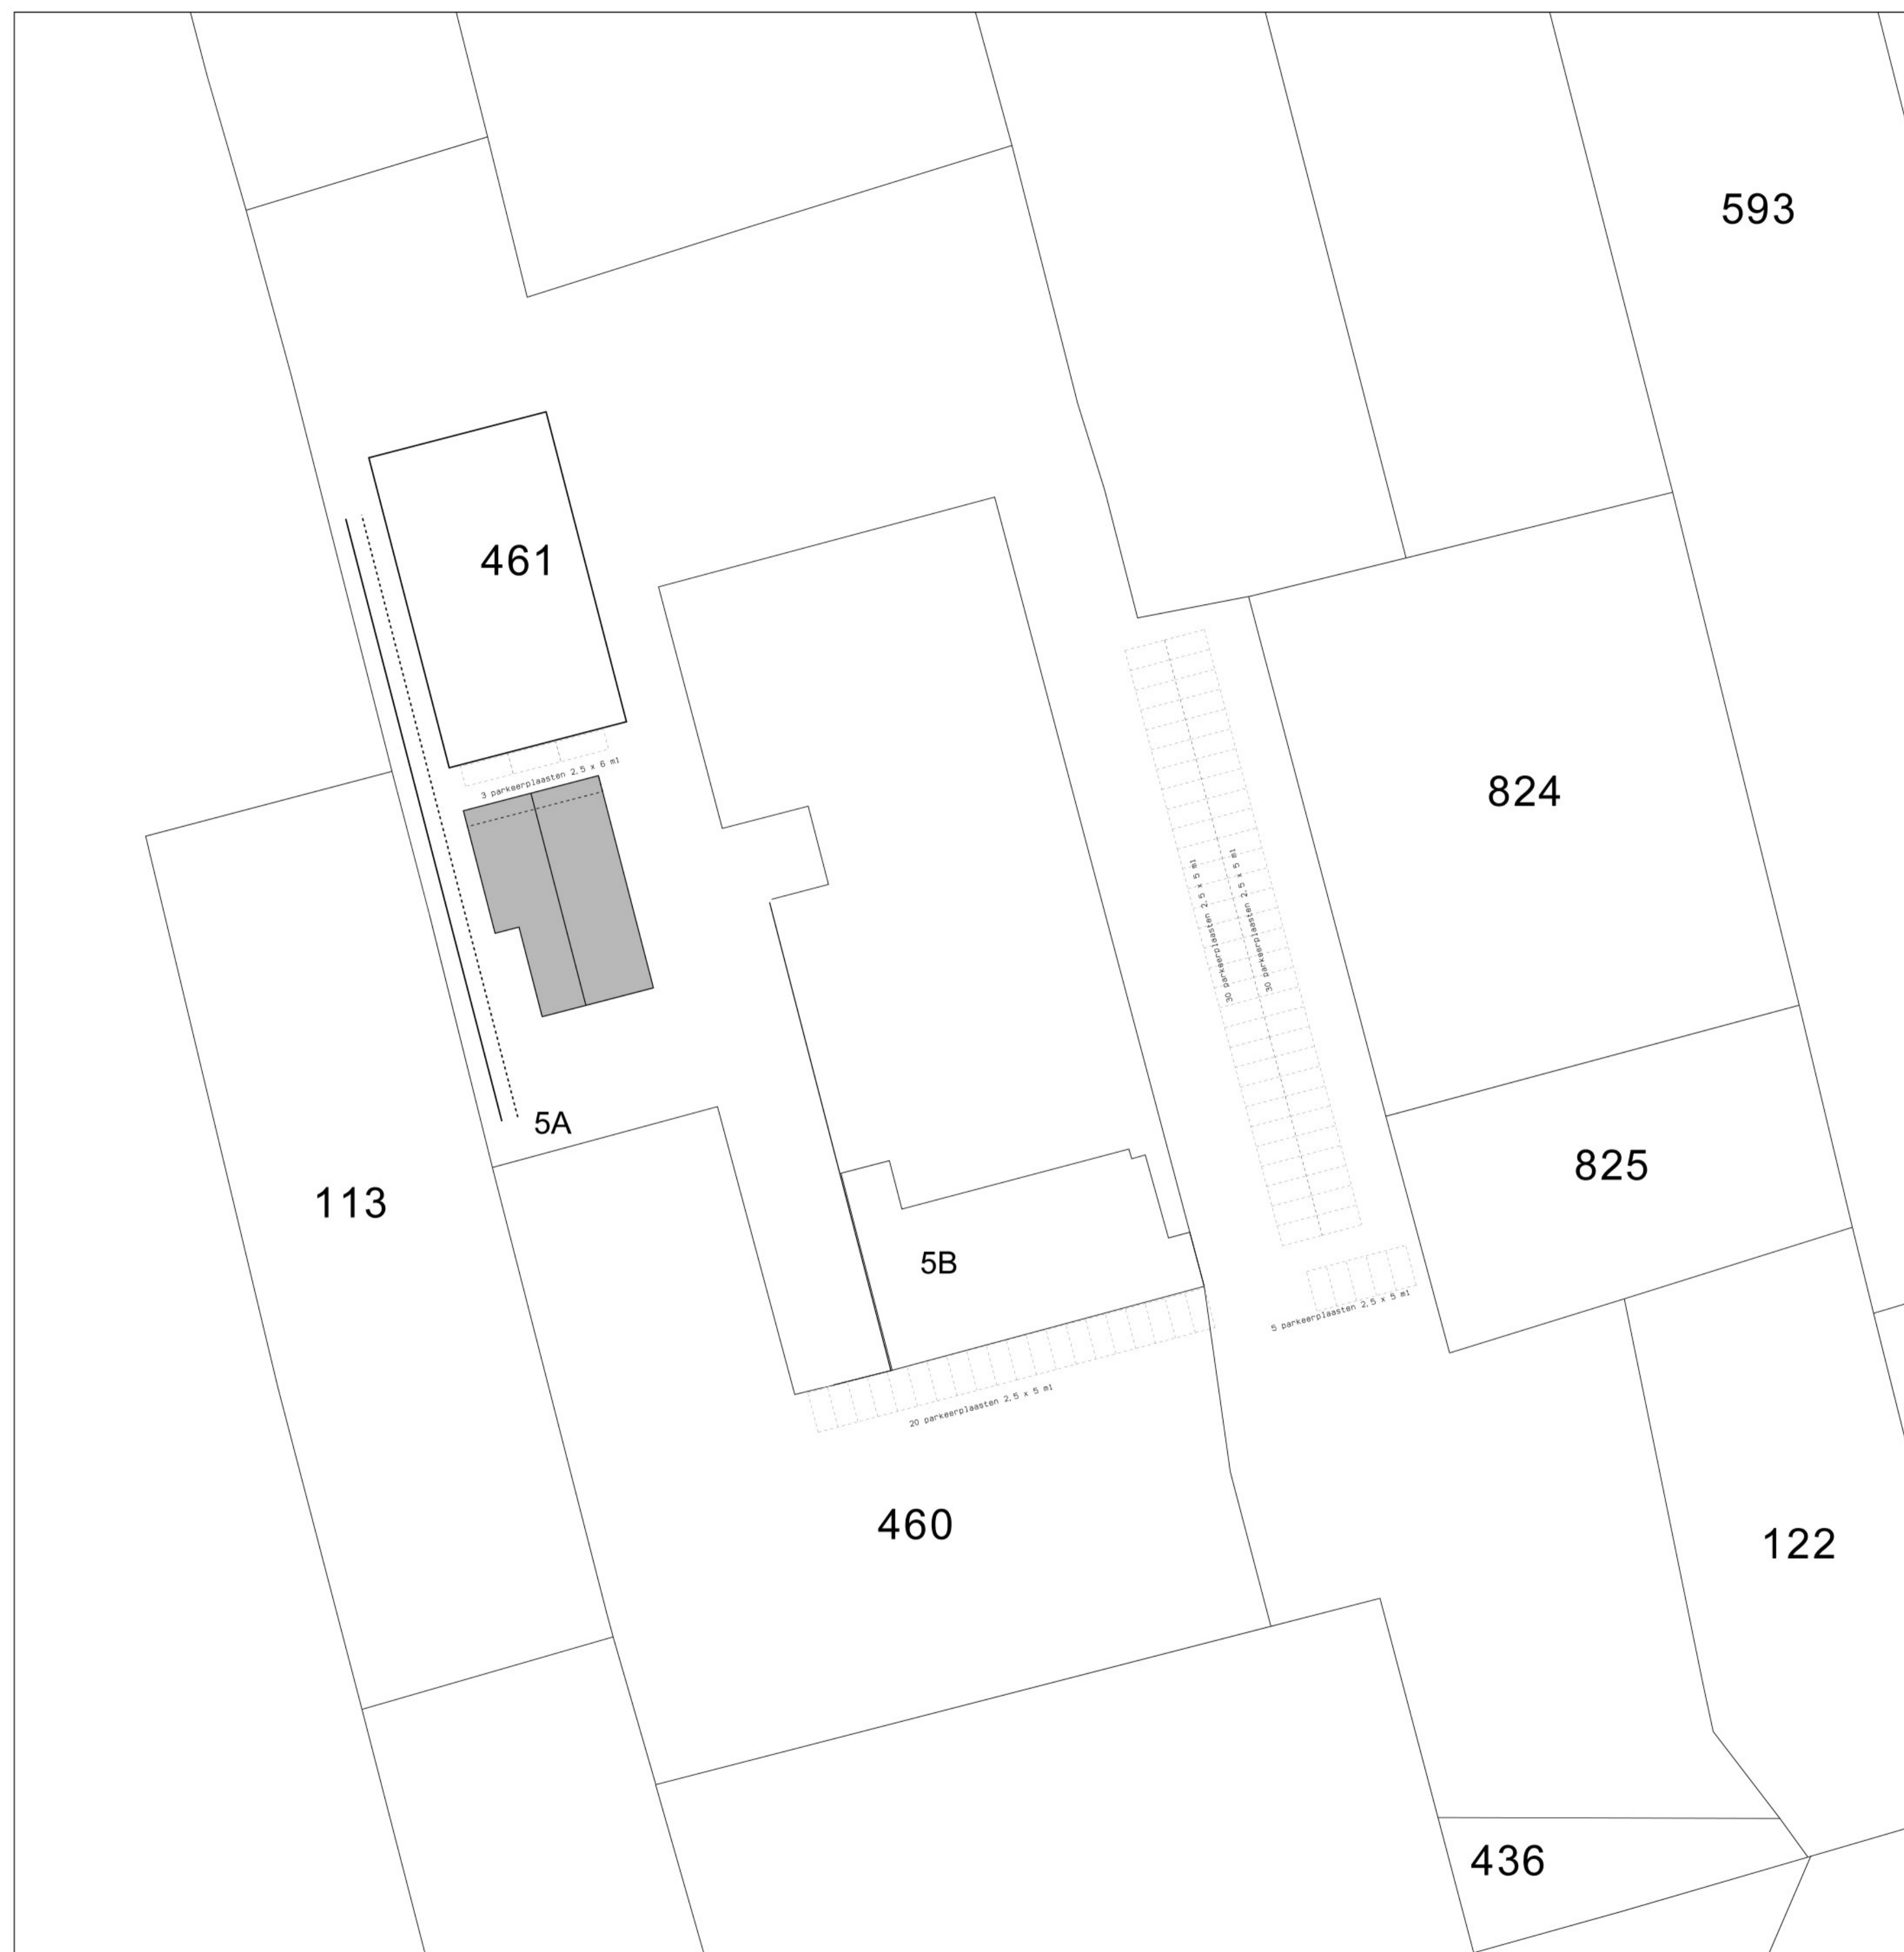 593
461
3 parkeerplaasten 2,5 x 6 m1
824
30 parkeerplaasten 2,5 x 5 m1
30 parkeerplaasten 2,5 x 5 m1
5A
825
113
5B
5 parkeerplaasten 2,5 x 5 m1
20 parkeerplaasten 2,5 x 5 m1
460
122
436